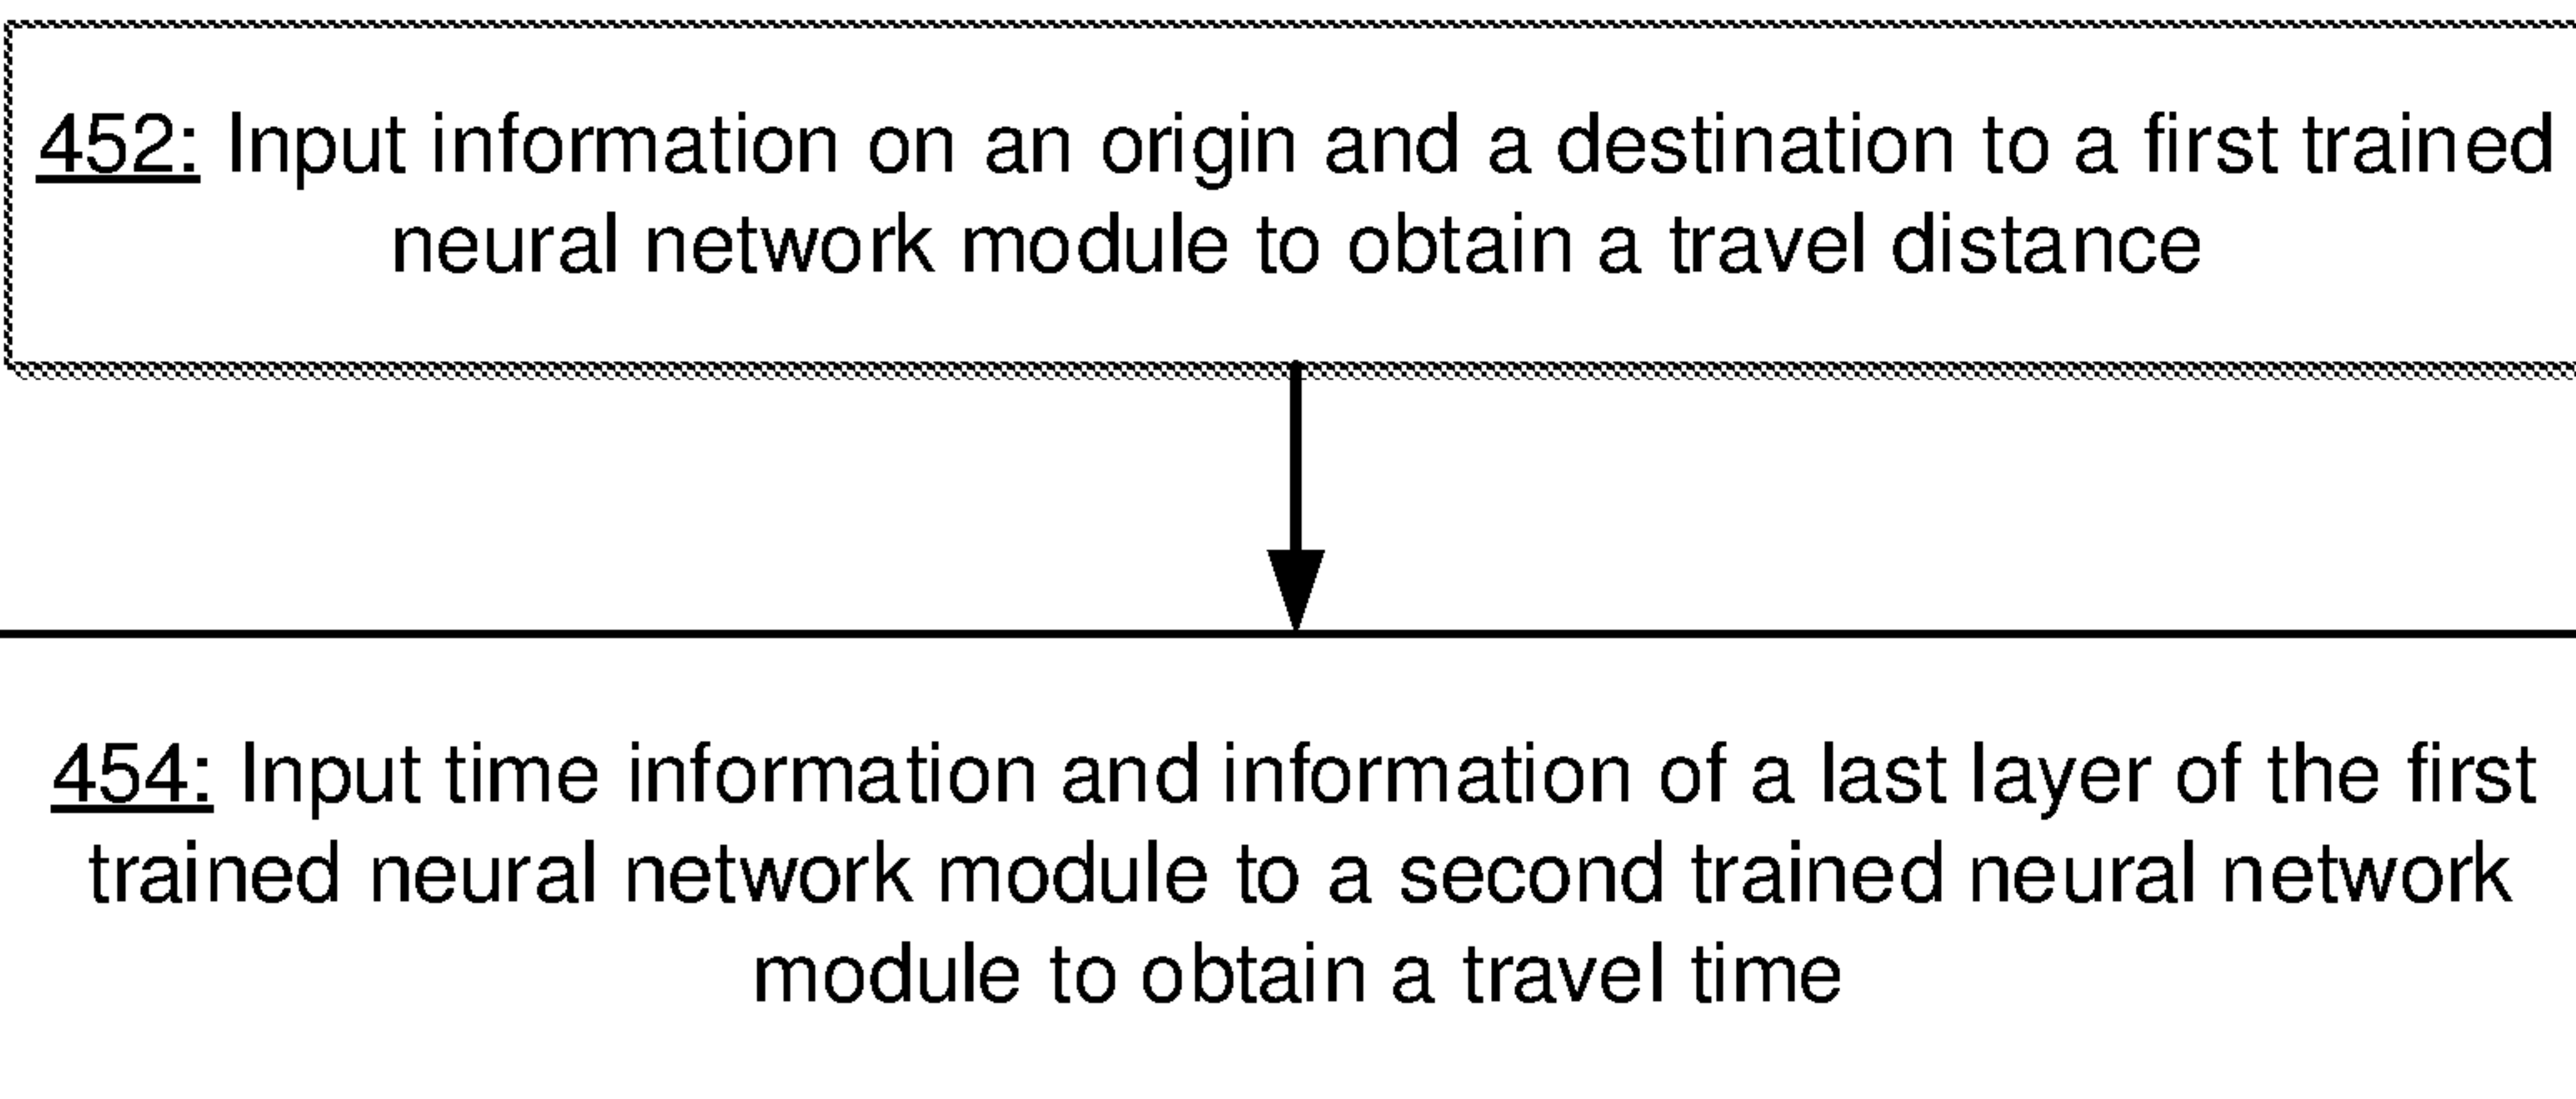 452: Input information on an origin and a destination to a first trained
neural network module to obtain a travel distance
454: Input time information and information of a last layer of the first
trained neural network module to a second trained neural network
module to obtain a travel time